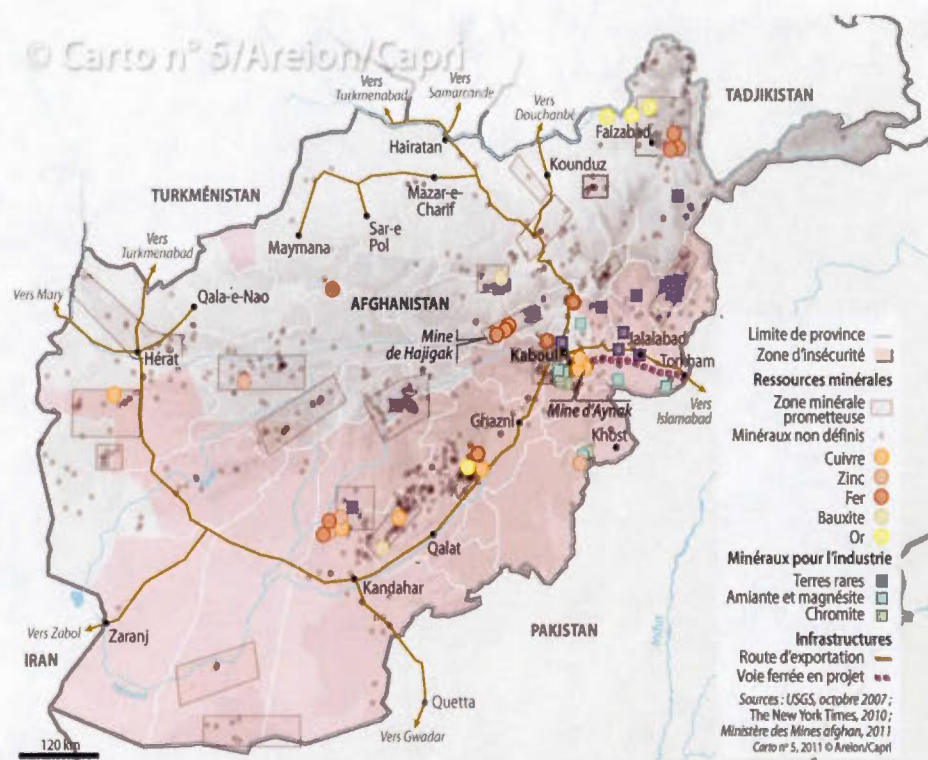 © Carto n° 5/Areion/Capri
Vers
Turkmenabad
Vers
Samarcande
Vers
Douchanbé
TADJIKISTAN
Faizabad
Hairatan
Kounduz
TURKMÉNISTAN
Mazar-e-
Charif
Sar-e
Pol
Maymana
Vers
Turkmenabad
Vers Mary
Qala-e-Nao
AFGHANISTAN
Hérat
Mine
de Hajigak
Kaboul
Jalalabad
Torkham
Vers
Islamabad
Mine d'Aynak
Ghazni
Khost
Qalat
Kandahar
Vers Zabol
Zaranj
IRAN
PAKISTAN
Indus
Quetta
Vers Gwadar
120 km
Limite de province
Zone d'insécurité
Ressources minérales
Zone minérale
prometteuse
Minéraux non définis
Cuivre
Zinc
Fer
Bauxite
Or
Minéraux pour l'industrie
Terres rares
Amiante et magnésite
Chromite
Infrastructures
Route d'exportation
Voie ferrée en projet
Sources : USGS, octobre 2007 ;
The New York Times, 2010 ;
Ministère des Mines afghan, 2011
Carto n° 5, 2011 © Areion/Capri